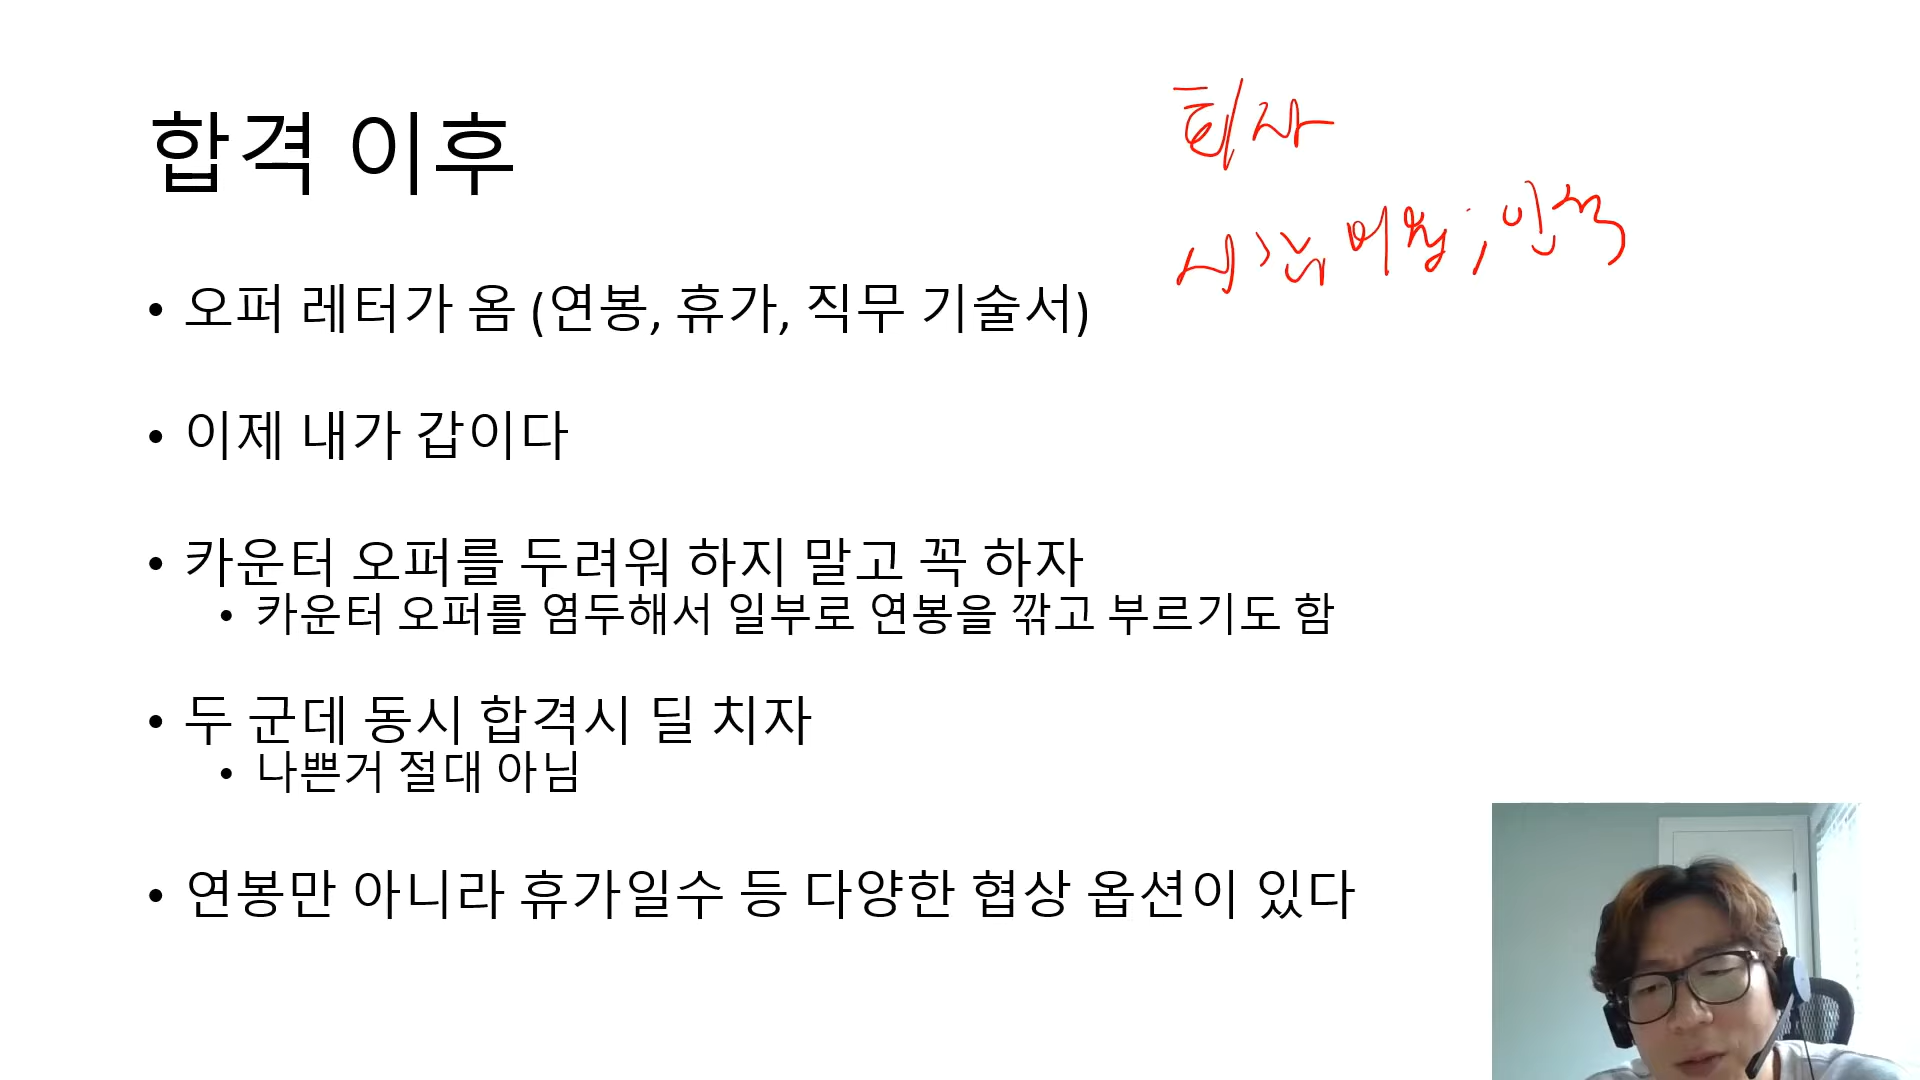 합격 이후
회사
• 오퍼 레터가 옴 (연봉, 휴가, 직무 기술서)
• 이제 내가 갑이다
• 카운터 오퍼를 두려워 하지 말고 꼭 하자
• 카운터 오퍼를 염두해서 일부로 연봉을 깎고 부르기도 함
• 두 군데 동시 합격시 딜 치자
• 나쁜거 절대 아님
• 연봉만 아니라 휴가일수 등 다양한 협상 옵션이 있다